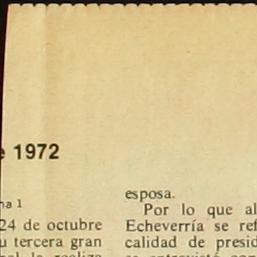 e 1972
na 1
24 de octubre
u tercera gran
esposa.
Por lo que al
Echeverría se ref
calidad de presid